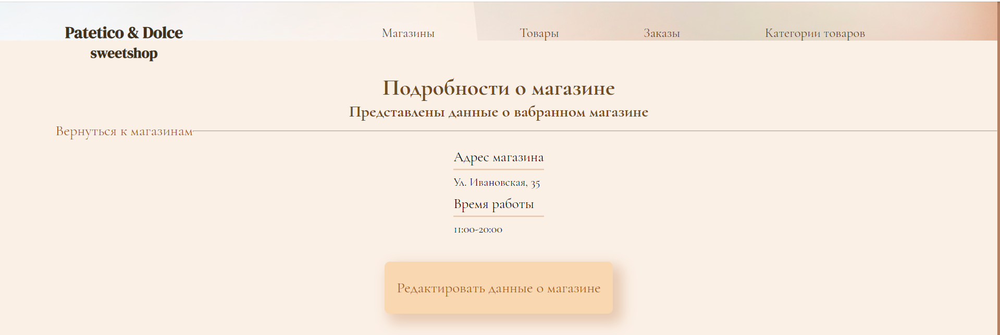 Patetico & Dolce
sweetshop
Магазины Товары Заказы Категории товаров
Подробности о магазине
Представлены данные о вабранном магазине
Вернуться к магазинам
Адрес магазина
Ул. Ивановская, 35
Время работы
11:00-20:00
Редактировать данные о магазине